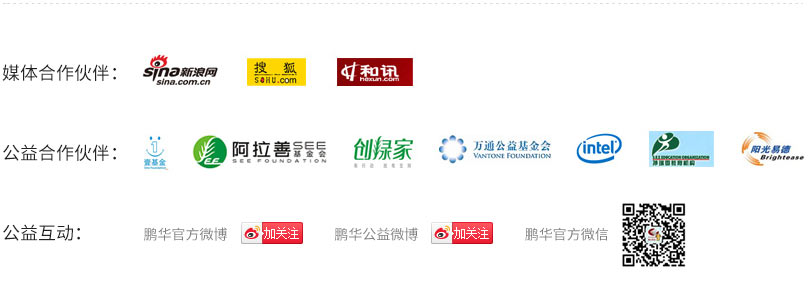 媒体合作伙伴： sina新浪网 sina.com.cn 搜狐 SOHU.com 和讯 hexun.com
公益合作伙伴： 1 壹基金 SEE 阿拉善SEE基金会 SEE FOUNDATION 创绿家 万通公益基金会 VANTONE FOUNDATION intel 阳光易德 Brightease
公益互动： 鹏华官方微博 加关注 鹏华公益微博 加关注 鹏华官方微信